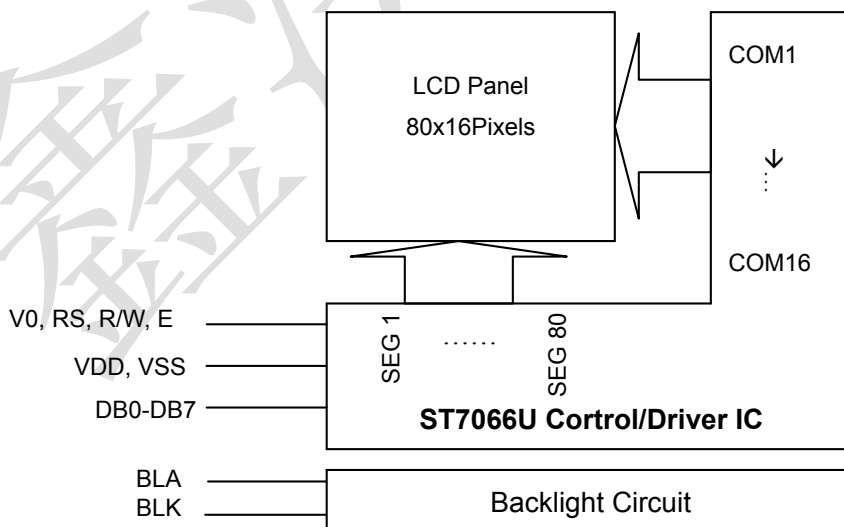 LCD Panel
80x16Pixels
COM1
COM16
V0, RS, R/W, E
VDD, VSS
DB0-DB7
SEG 1
......
SEG 80
ST7066U Cortrol/Driver IC
BLA
BLK
Backlight Circuit